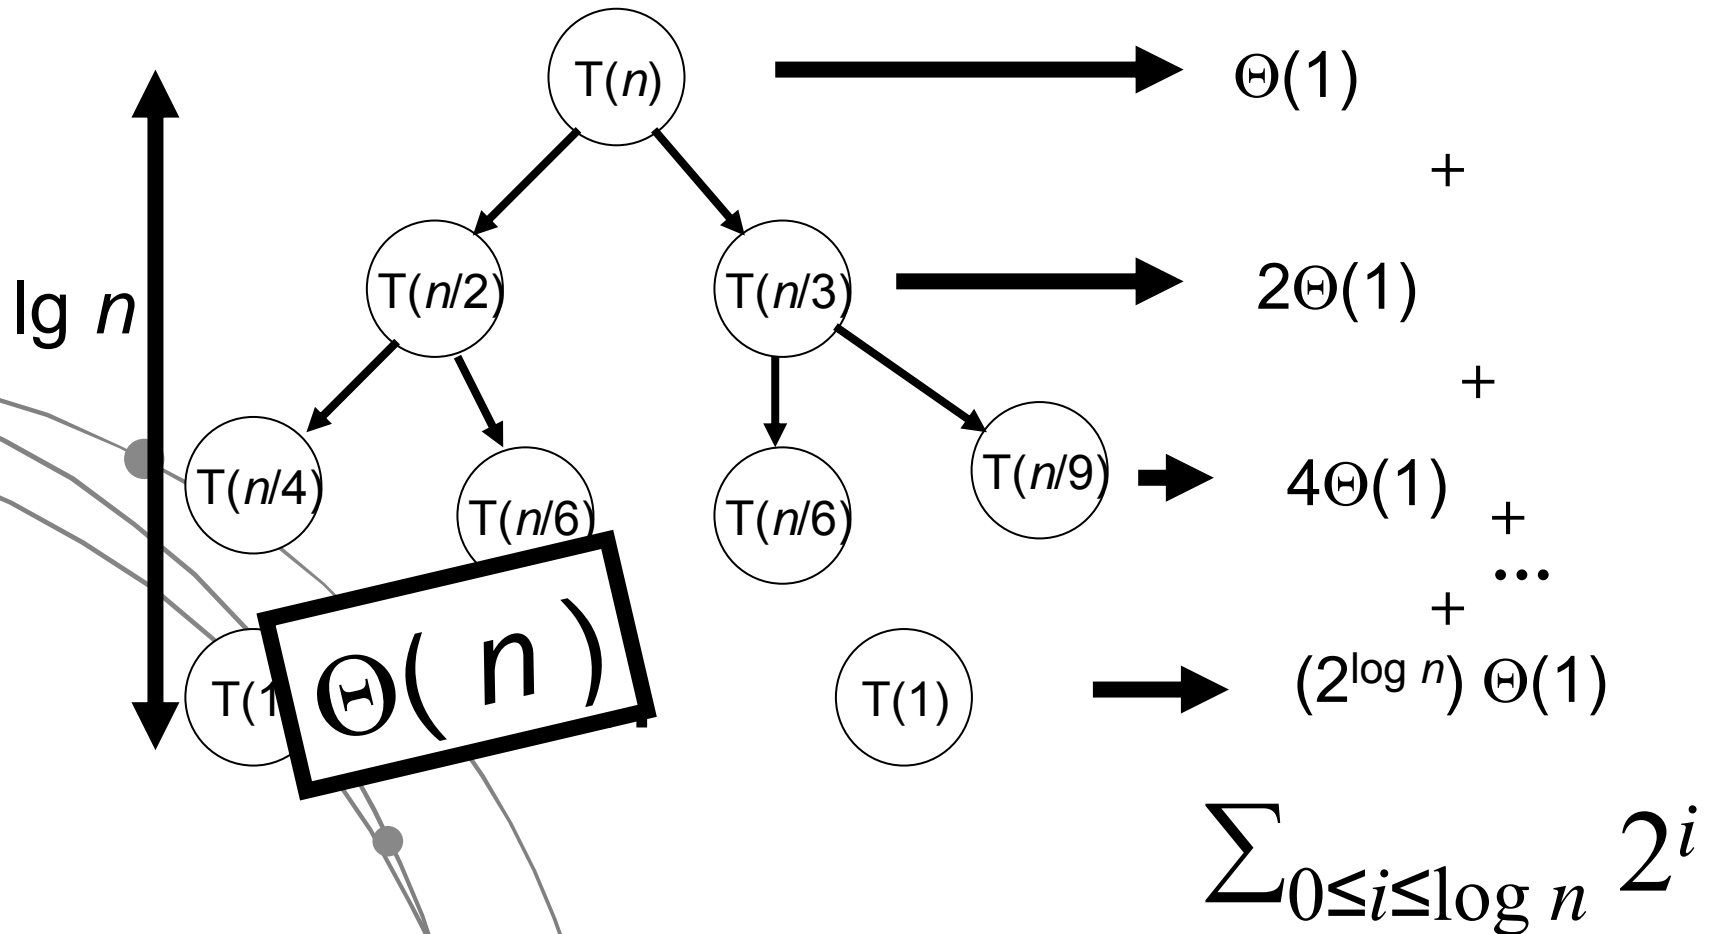 T(n) Θ(1)
+
lg n T(n/2) T(n/3) 2Θ(1)
+
T(n/4) T(n/6) T(n/6) T(n/9) 4Θ(1)
+
...
+
T(1 Θ( n ) T(1) (2^log n) Θ(1)
∑0≤i≤log n 2^i